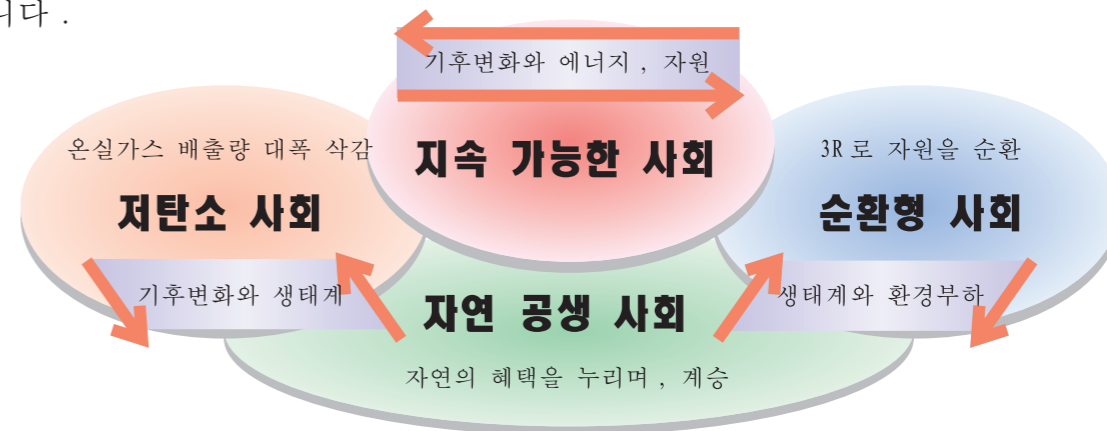 니다 .
기후변화와 에너지 , 자원
온실가스 배출량 대폭 삭감
지속 가능한 사회
3R 로 자원을 순환
저탄소 사회
순환형 사회
기후변화와 생태계
자연 공생 사회
생태계와 환경부하
자연의 혜택을 누리며 , 계승